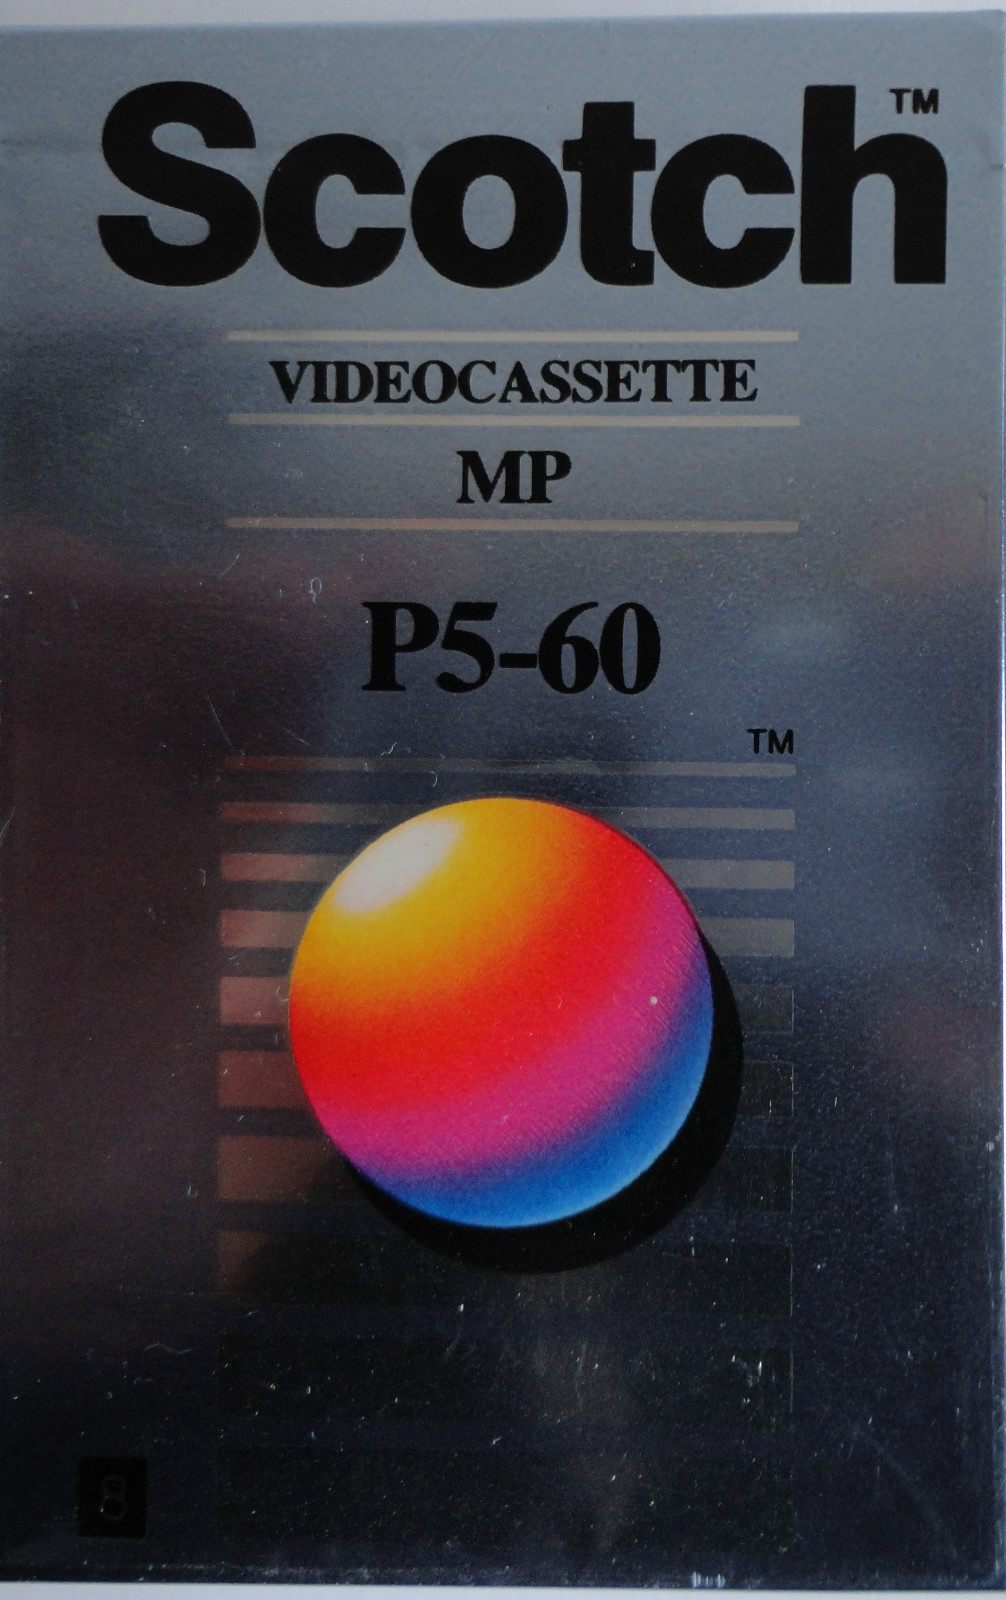 Scotch™
VIDEOCASSETTE
MP
P5-60
TM
8